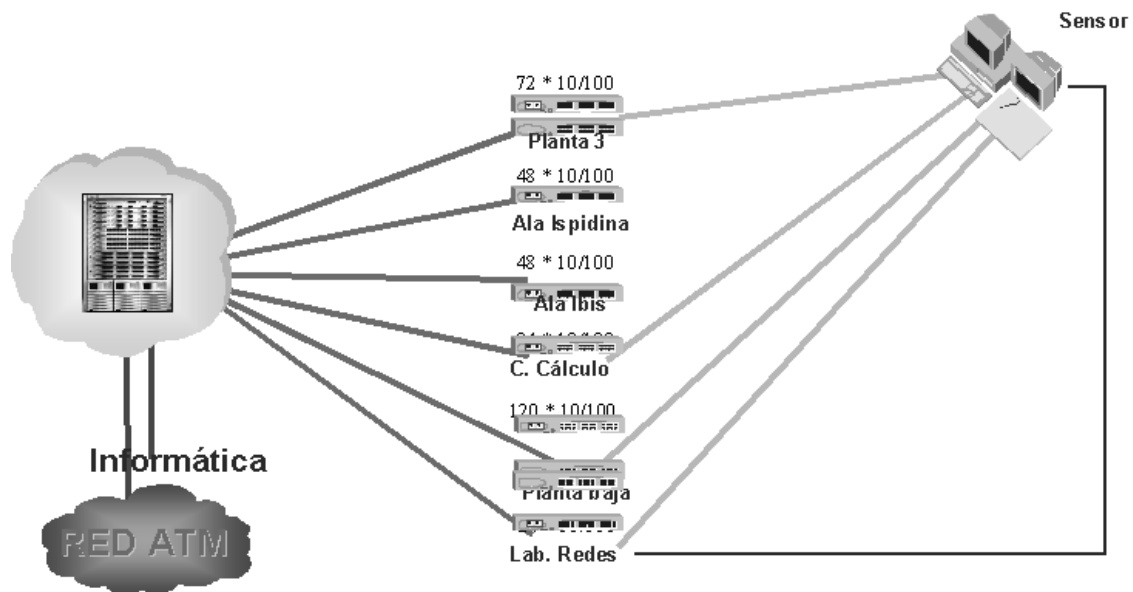 Sensor
72 * 10/100
Planta 3
48 * 10/100
Ala Ispidina
48 * 10/100
Ala Ibis
C. Cálculo
120 * 10/100
Informática
Planta baja
RED ATM
Lab. Redes